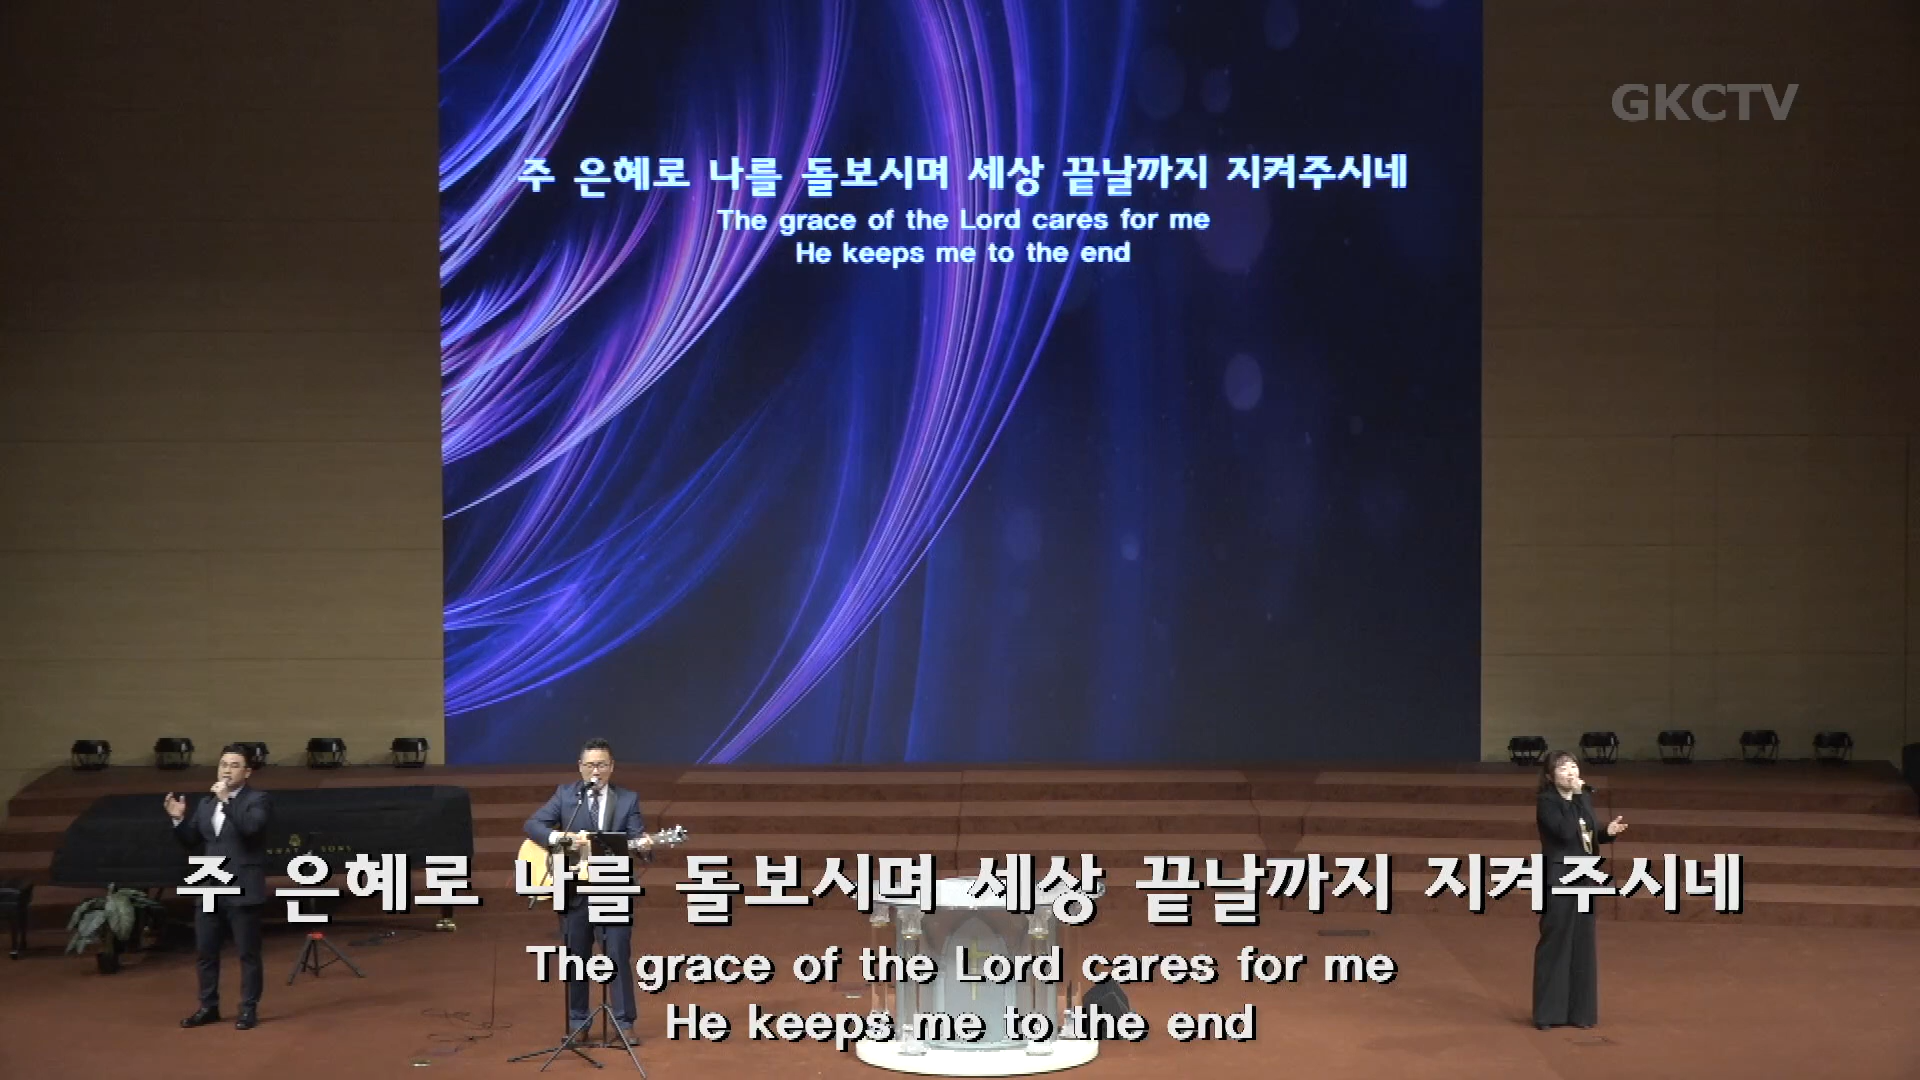 GKCTV
주 은혜로 나를 돌보시며 세상 끝날까지 지켜주시네
The grace of the Lord cares for me
He keeps me to the end
주 은혜로 나를 돌보시며 세상 끝날까지 지켜주시네
The grace of the Lord cares for me
He keeps me to the end